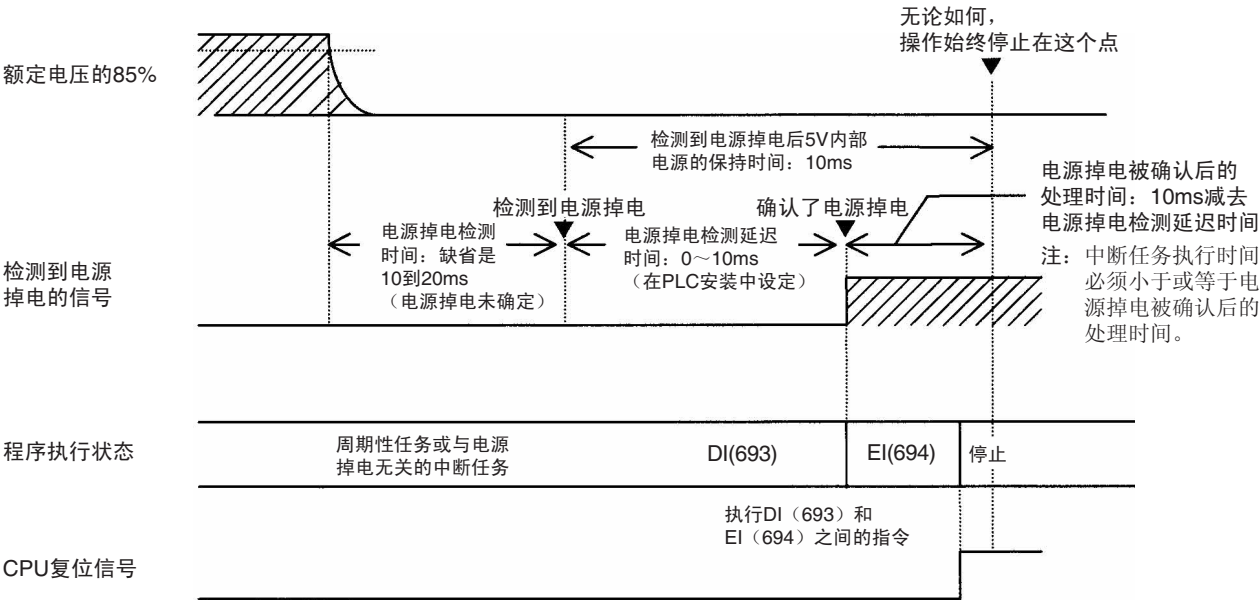 无论如何，
操作始终停止在这个点
额定电压的85%
检测到电源掉电后5V内部
电源的保持时间：10ms
电源掉电被确认后的
处理时间：10ms减去
电源掉电检测延迟时间
检测到电源掉电
确认了电源掉电
电源掉电检测
时间：缺省是
10到20ms
（电源掉电未确定）
电源掉电检测延迟
时间：0～10ms
（在PLC安装中设定）
注：中断任务执行时间
必须小于或等于电
源掉电被确认后的
处理时间。
检测到电源
掉电的信号
程序执行状态
周期性任务或与电源
掉电无关的中断任务
DI(693)
EI(694)
停止
执行DI（693）和
EI（694）之间的指令
CPU复位信号